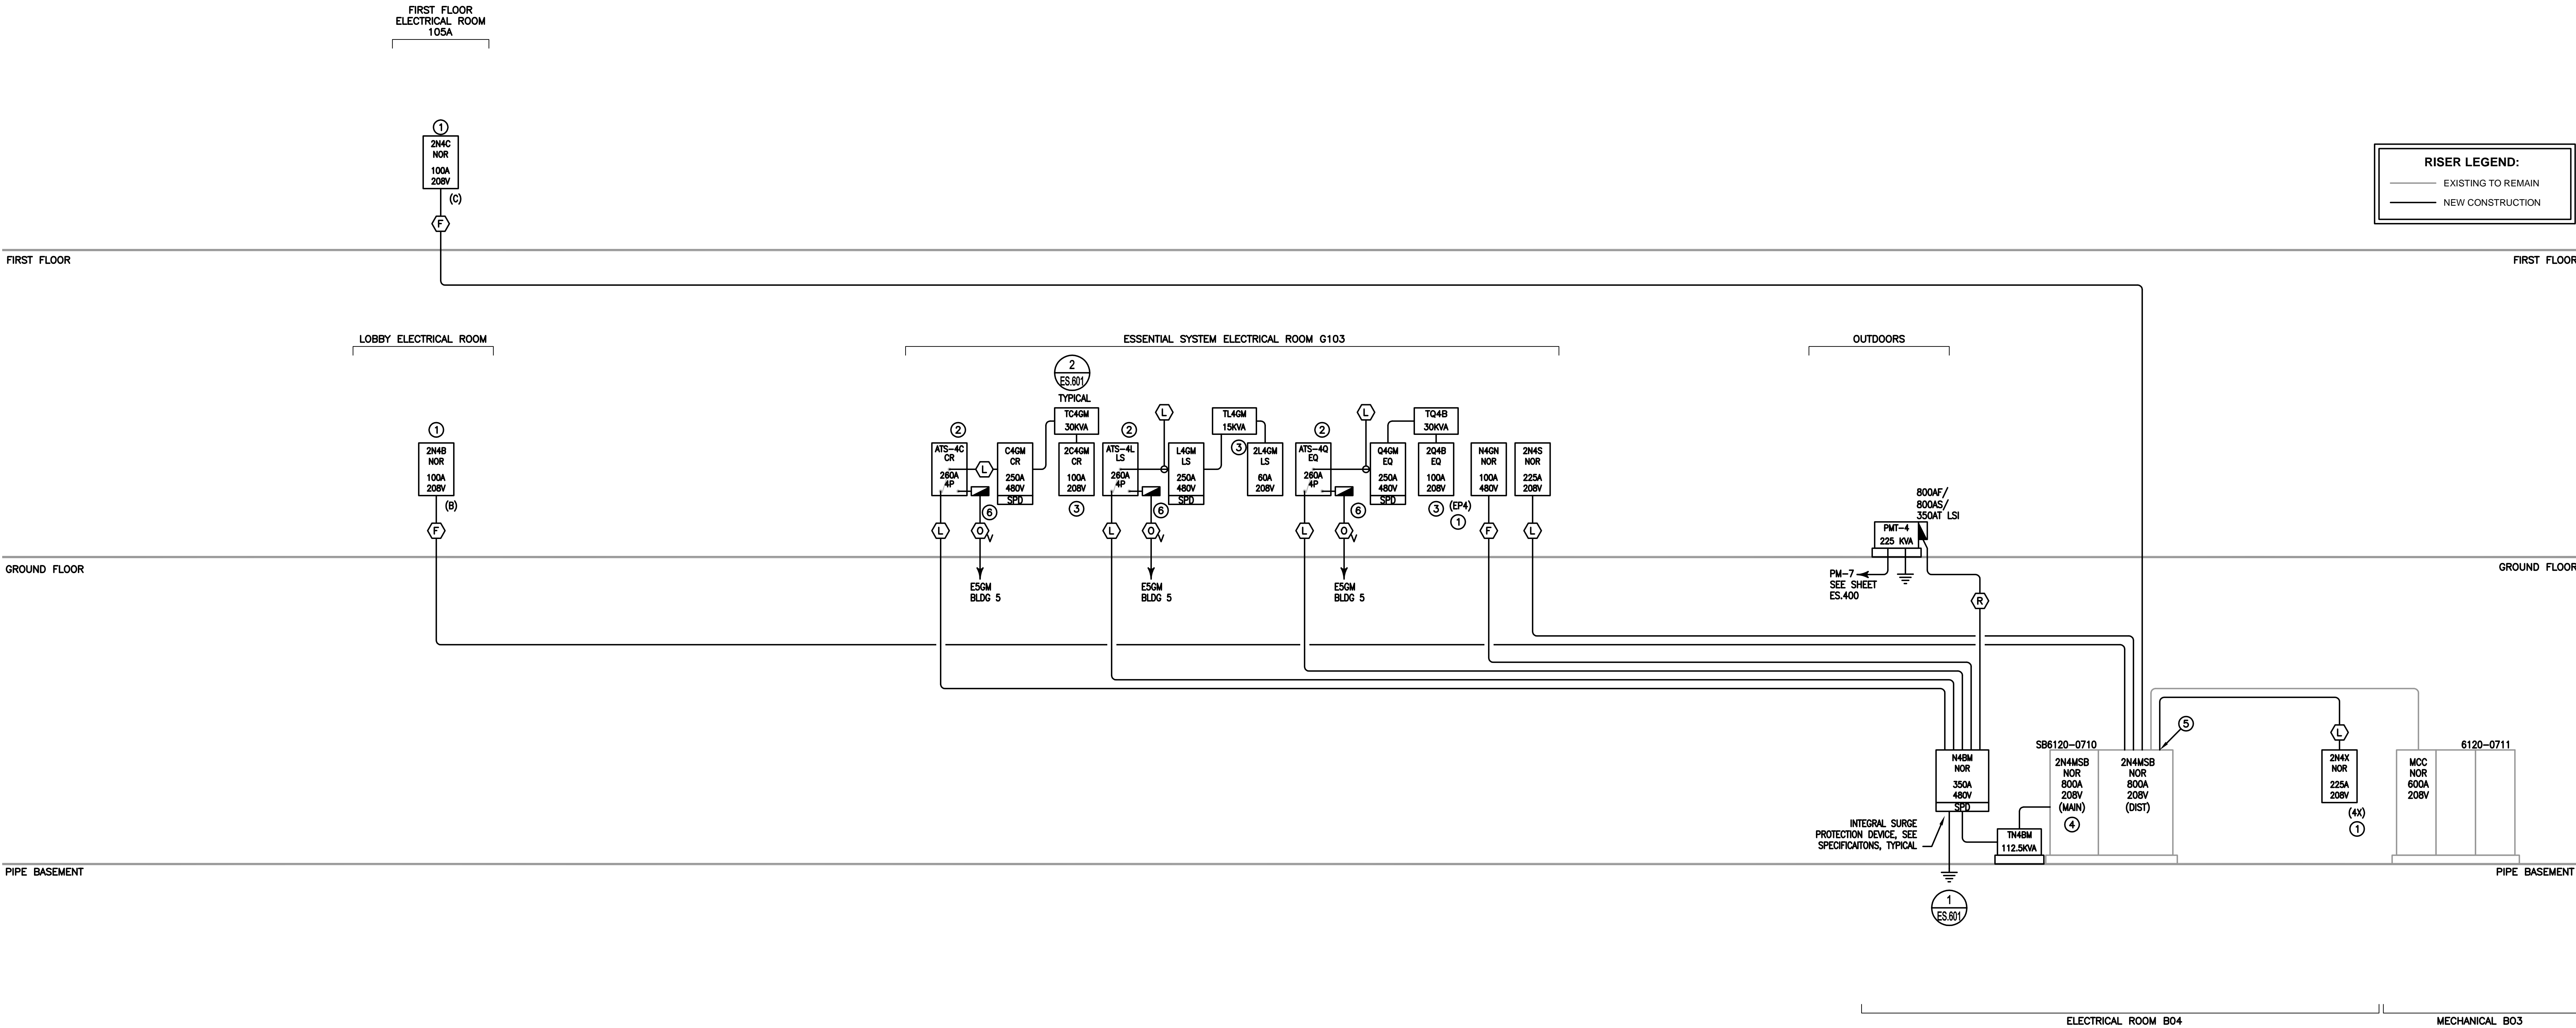 FIRST FLOOR
ELECTRICAL ROOM
105A
1
2N4C
NOR
100A
208V
(C)
F
RISER LEGEND:
EXISTING TO REMAIN
NEW CONSTRUCTION
FIRST FLOOR
FIRST FLOOR
LOBBY ELECTRICAL ROOM
ESSENTIAL SYSTEM ELECTRICAL ROOM G103
OUTDOORS
1
2N4B
NOR
100A
208V
(B)
F
2
ES.601
TYPICAL
2
ATS-4C
CR
260A
4P
L
L
6
O
V
E5GM
BLDG 5
C4GM
CR
250A
480V
SPD
TC4GM
30KVA
2C4GM
CR
100A
208V
3
2
ATS-4L
LS
260A
4P
L
L
6
O
V
E5GM
BLDG 5
L4GM
LS
250A
480V
SPD
TL4GM
15KVA
3
2L4GM
LS
60A
208V
2
ATS-4Q
EQ
260A
4P
L
L
6
O
V
E5GM
BLDG 5
Q4GM
EQ
250A
480V
SPD
TQ4B
30KVA
2Q4B
EQ
100A
208V
3
(EP4)
1
N4GN
NOR
100A
480V
F
2N4S
NOR
225A
208V
L
800AF/
800AS/
350AT LSI
PMT-4
225 KVA
PM-7
SEE SHEET
ES.400
R
GROUND FLOOR
GROUND FLOOR
N4BM
NOR
350A
480V
SPD
INTEGRAL SURGE
PROTECTION DEVICE, SEE
SPECIFICAITONS, TYPICAL
1
ES.601
TN4BM
112.5KVA
SB6120-0710
2N4MSB
NOR
800A
208V
(MAIN)
4
2N4MSB
NOR
800A
208V
(DIST)
5
L
2N4X
NOR
225A
208V
(4X)
1
6120-0711
MCC
NOR
600A
208V
PIPE BASEMENT
PIPE BASEMENT
ELECTRICAL ROOM B04
MECHANICAL B03